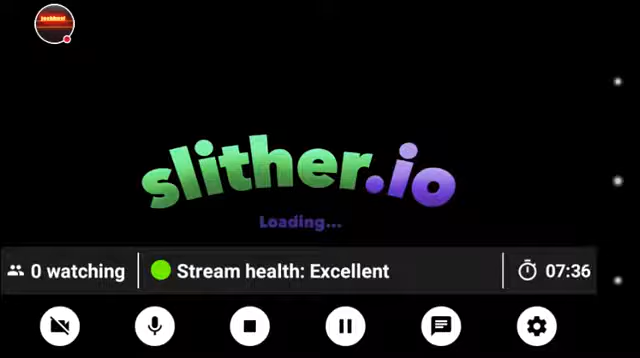 slither.io
Loading...
0 watching
Stream health: Excellent
07:36